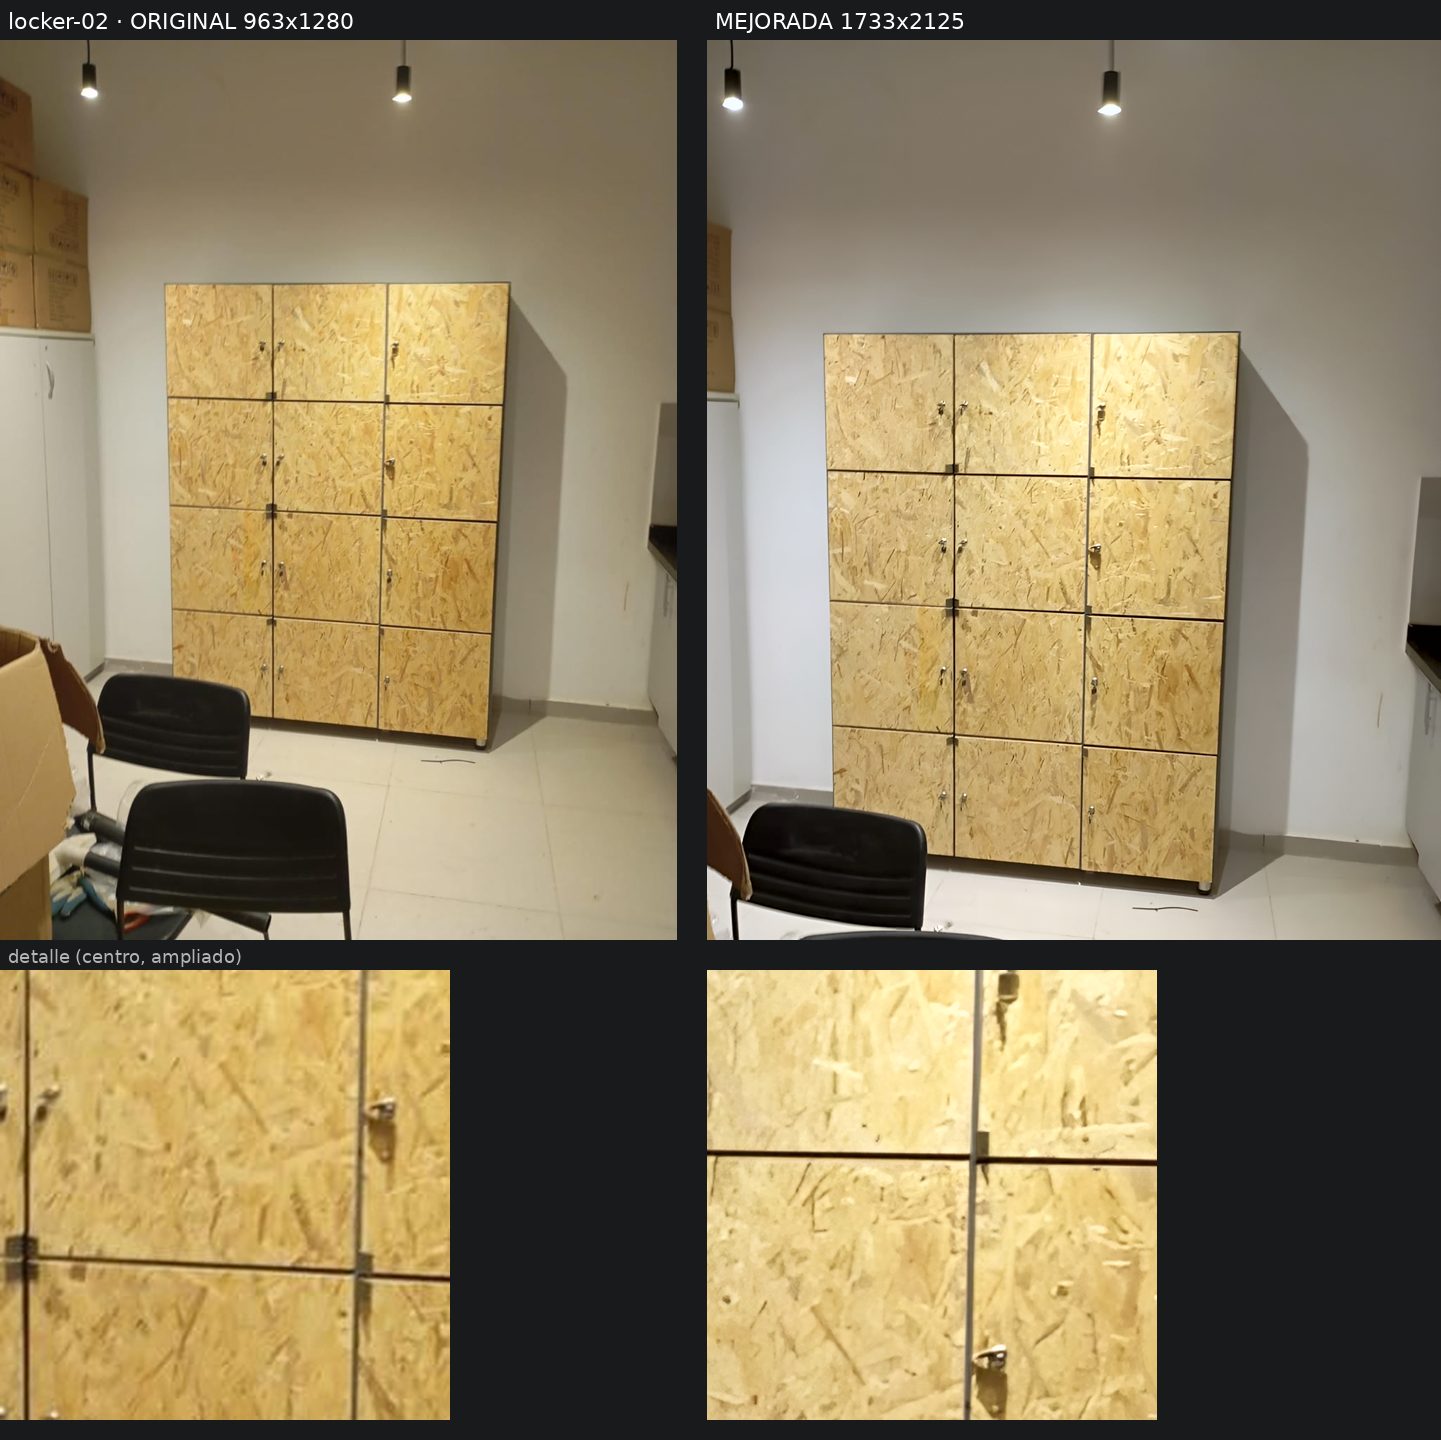 locker-02 · ORIGINAL 963x1280
MEJORADA 1733x2125
detalle (centro, ampliado)